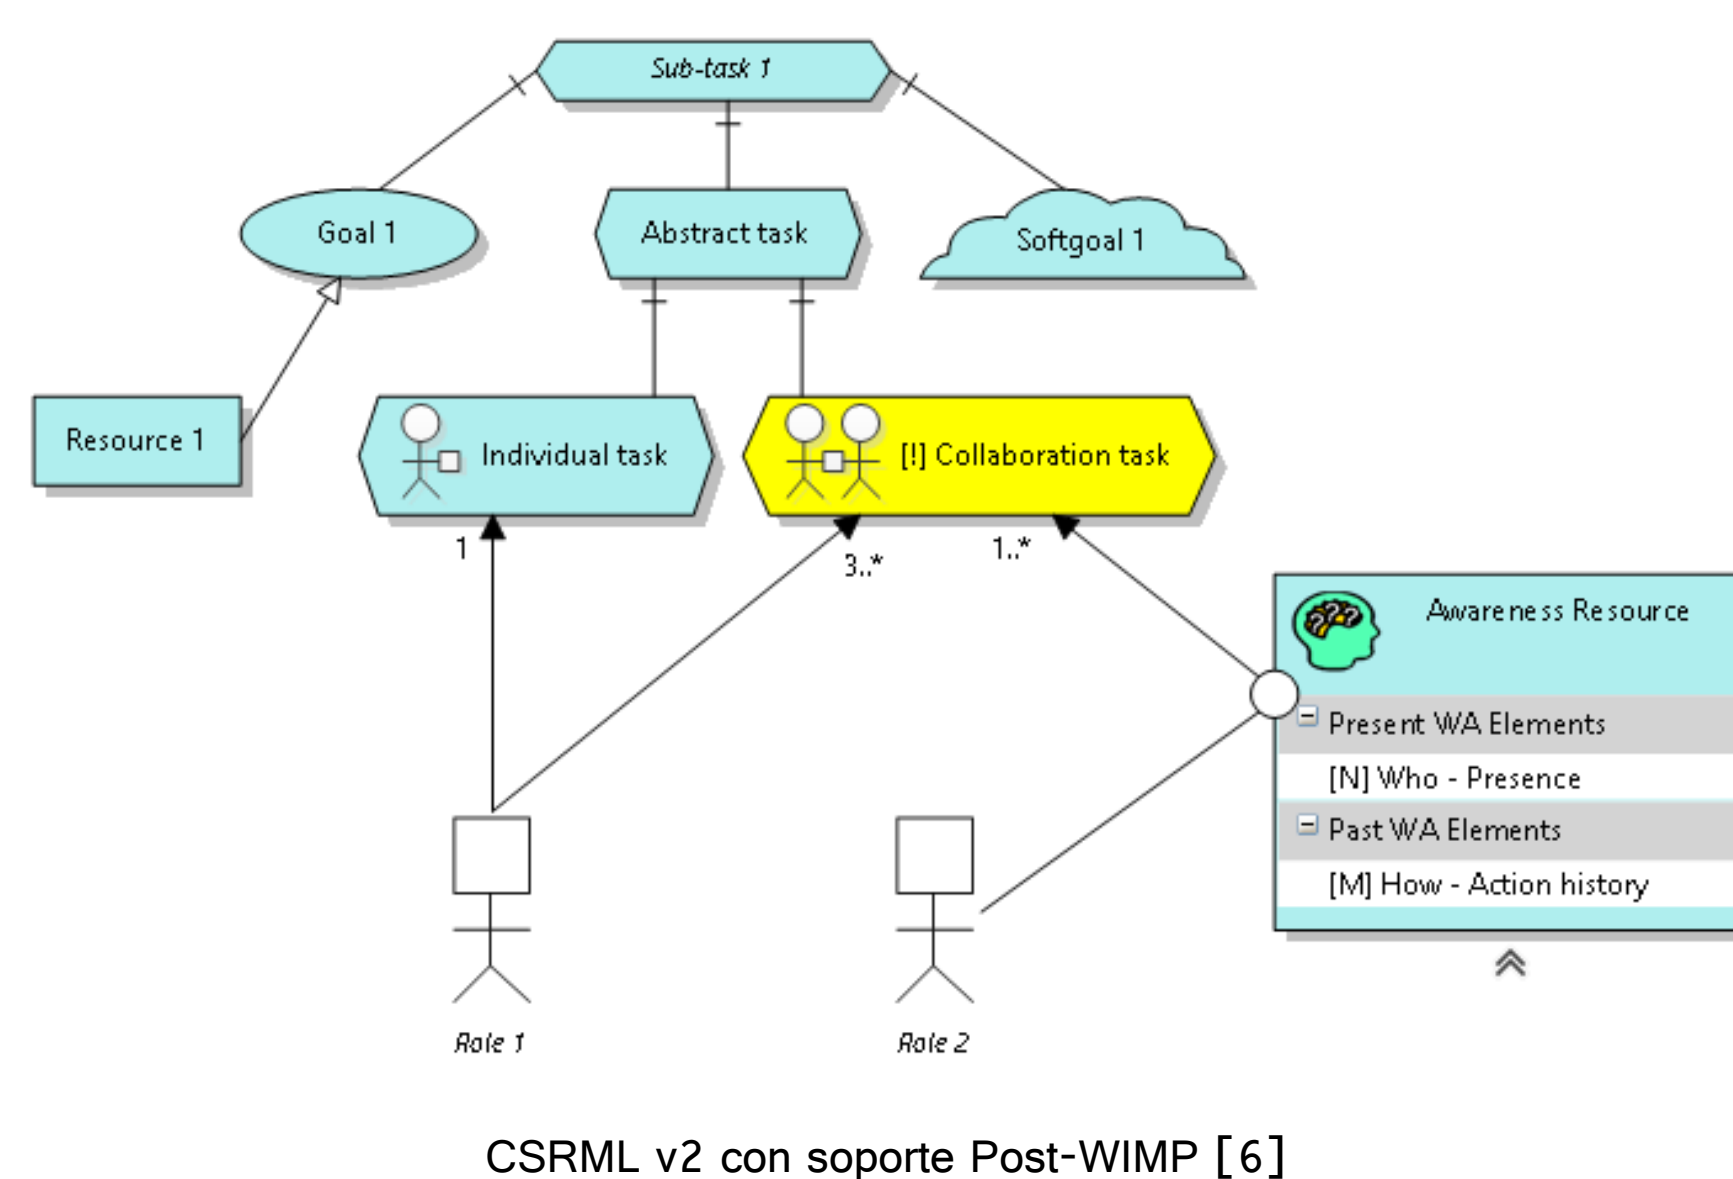 Sub-task 1
Goal 1
Abstract task
Softgoal 1
Resource 1
Individual task
[!] Collaboration task
1
3..*
1..*
Awareness Resource
Present WA Elements
[N] Who - Presence
Past WA Elements
[M] How - Action history
Role 1
Role 2
CSRML v2 con soporte Post-WIMP [6]